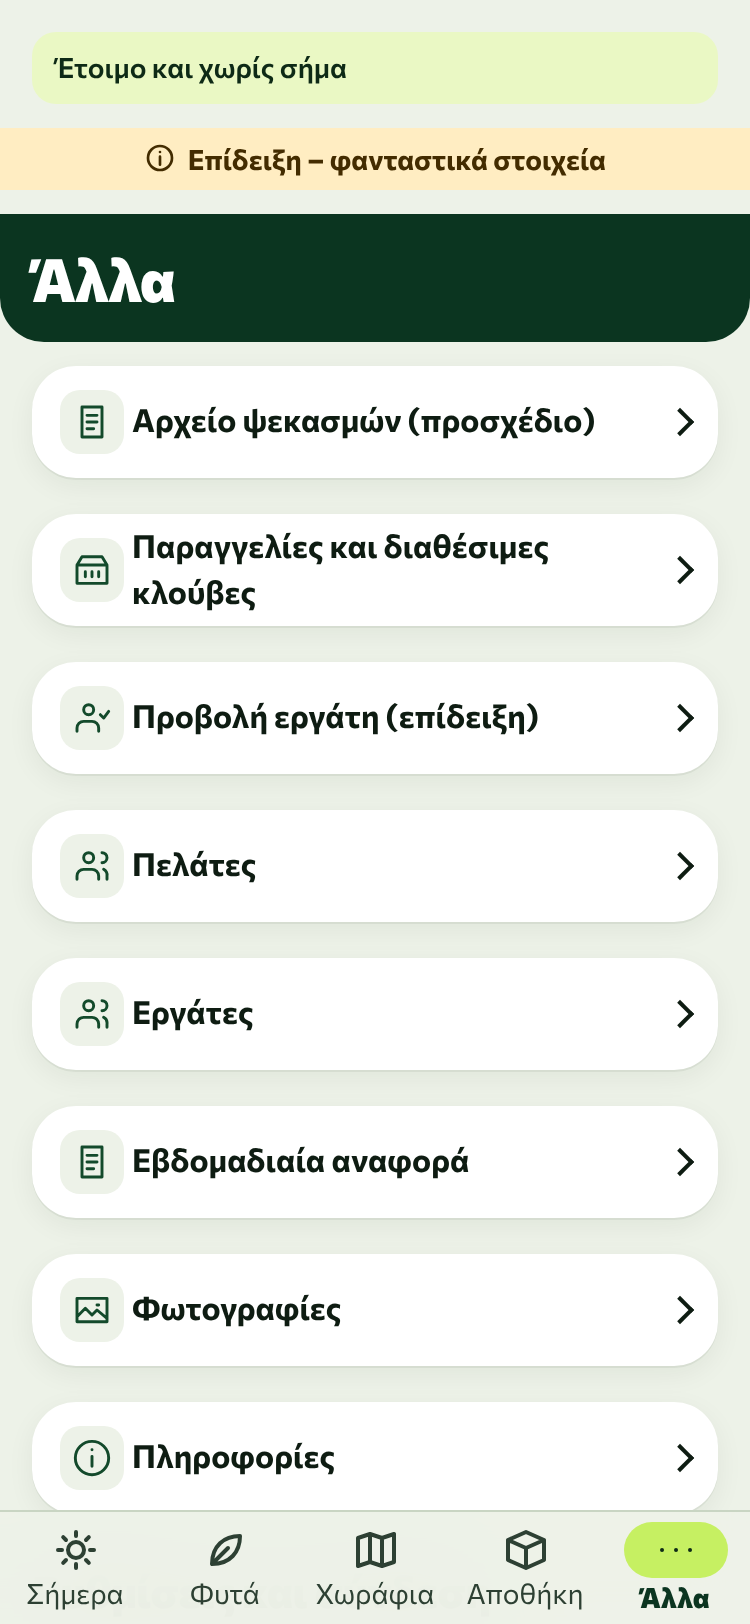 Έτοιμο και χωρίς σήμα
Επίδειξη – φανταστικά στοιχεία
Άλλα
Αρχείο ψεκασμών (προσχέδιο)
Παραγγελίες και διαθέσιμες
κλούβες
Προβολή εργάτη (επίδειξη)
Πελάτες
Εργάτες
Εβδομαδιαία αναφορά
Φωτογραφίες
Πληροφορίες
Σήμερα
Φυτά
Χωράφια
Αποθήκη
Άλλα